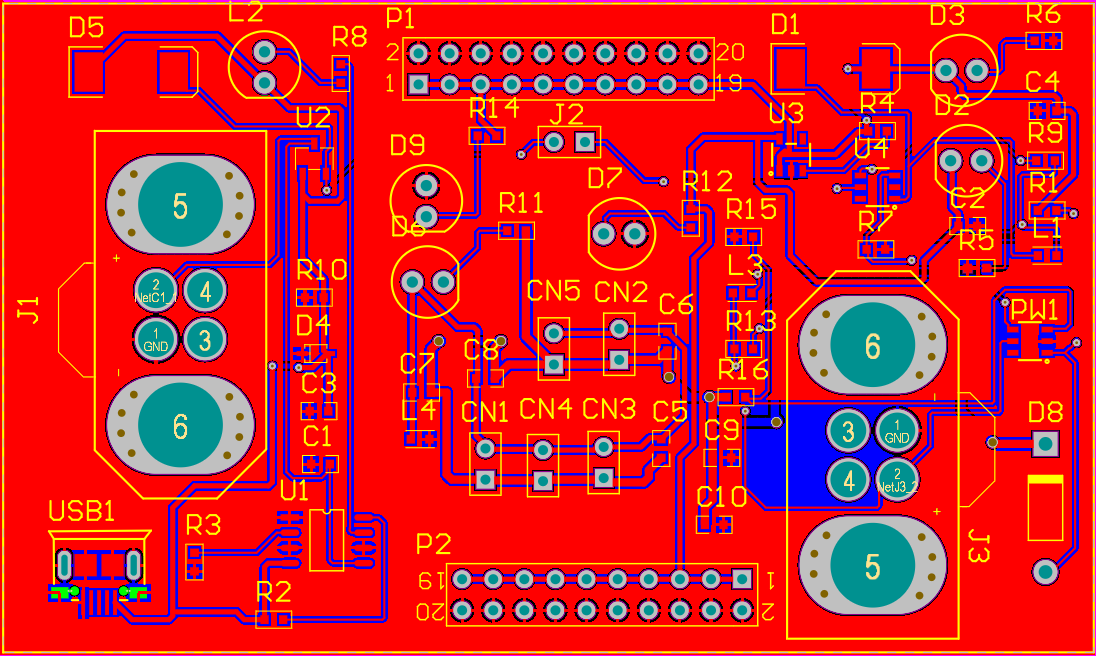 D5
L2
R8
P1
2
20
1
19
D1
D3
R6
C4
R14
J2
U2
U3
R4
D2
U4
R9
D9
D7
R12
R1
C2
L1
D6
R11
R15
R7
R5
5
+
2
NetC1_1
4
1
GND
3
-
6
J1
R10
D4
C3
C1
CN5
CN2
C6
L3
R13
R16
C7
C8
L4
CN1
CN4
CN3
C5
C9
C10
6
PW1
-
3
1
GND
4
2
NetJ3_2
+
5
J3
D8
USB1
R3
U1
R2
P2
19
1
20
2